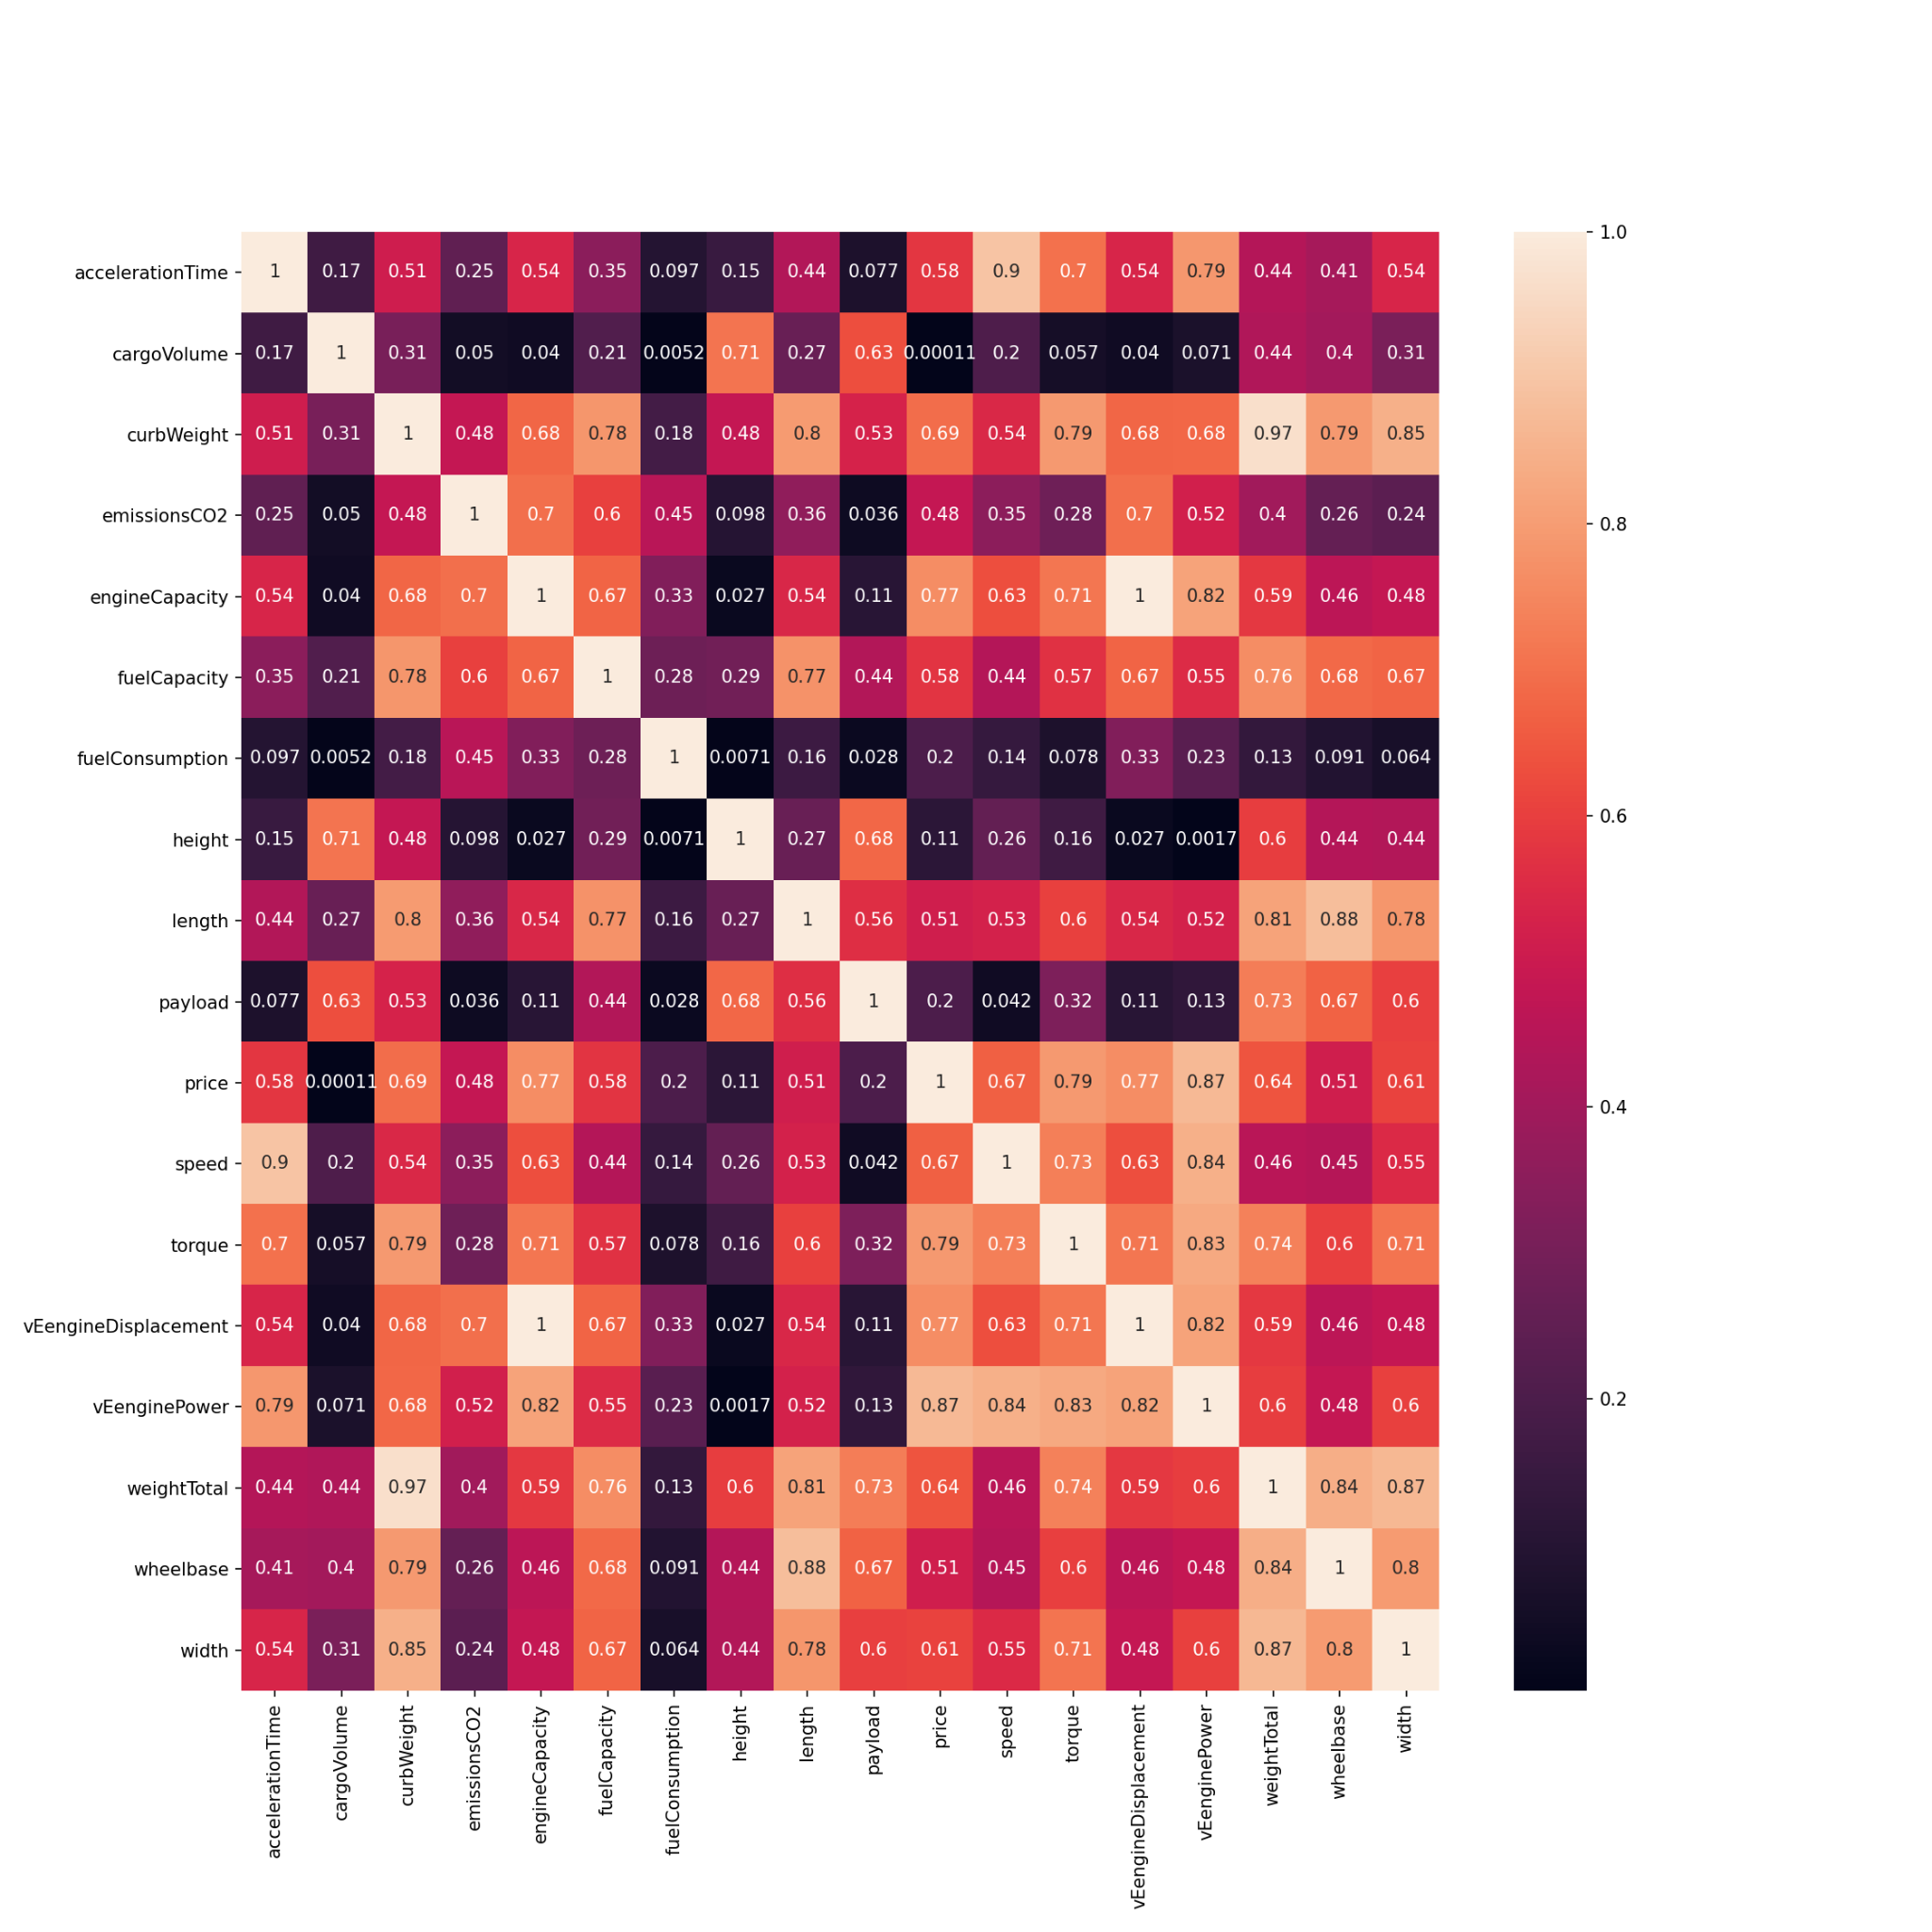 accelerationTime 1 0.17 0.51 0.25 0.54 0.35 0.097 0.15 0.44 0.077 0.58 0.9 0.7 0.54 0.79 0.44 0.41 0.54
cargoVolume 0.17 1 0.31 0.05 0.04 0.21 0.0052 0.71 0.27 0.63 0.00011 0.2 0.057 0.04 0.071 0.44 0.4 0.31
curbWeight 0.51 0.31 1 0.48 0.68 0.78 0.18 0.48 0.8 0.53 0.69 0.54 0.79 0.68 0.68 0.97 0.79 0.85
emissionsCO2 0.25 0.05 0.48 1 0.7 0.6 0.45 0.098 0.36 0.036 0.48 0.35 0.28 0.7 0.52 0.4 0.26 0.24
engineCapacity 0.54 0.04 0.68 0.7 1 0.67 0.33 0.027 0.54 0.11 0.77 0.63 0.71 1 0.82 0.59 0.46 0.48
fuelCapacity 0.35 0.21 0.78 0.6 0.67 1 0.28 0.29 0.77 0.44 0.58 0.44 0.57 0.67 0.55 0.76 0.68 0.67
fuelConsumption 0.097 0.0052 0.18 0.45 0.33 0.28 1 0.0071 0.16 0.028 0.2 0.14 0.078 0.33 0.23 0.13 0.091 0.064
height 0.15 0.71 0.48 0.098 0.027 0.29 0.0071 1 0.27 0.68 0.11 0.26 0.16 0.027 0.0017 0.6 0.44 0.44
length 0.44 0.27 0.8 0.36 0.54 0.77 0.16 0.27 1 0.56 0.51 0.53 0.6 0.54 0.52 0.81 0.88 0.78
payload 0.077 0.63 0.53 0.036 0.11 0.44 0.028 0.68 0.56 1 0.2 0.042 0.32 0.11 0.13 0.73 0.67 0.6
price 0.58 0.00011 0.69 0.48 0.77 0.58 0.2 0.11 0.51 0.2 1 0.67 0.79 0.77 0.87 0.64 0.51 0.61
speed 0.9 0.2 0.54 0.35 0.63 0.44 0.14 0.26 0.53 0.042 0.67 1 0.73 0.63 0.84 0.46 0.45 0.55
torque 0.7 0.057 0.79 0.28 0.71 0.57 0.078 0.16 0.6 0.32 0.79 0.73 1 0.71 0.83 0.74 0.6 0.71
vEengineDisplacement 0.54 0.04 0.68 0.7 1 0.67 0.33 0.027 0.54 0.11 0.77 0.63 0.71 1 0.82 0.59 0.46 0.48
vEenginePower 0.79 0.071 0.68 0.52 0.82 0.55 0.23 0.0017 0.52 0.13 0.87 0.84 0.83 0.82 1 0.6 0.48 0.6
weightTotal 0.44 0.44 0.97 0.4 0.59 0.76 0.13 0.6 0.81 0.73 0.64 0.46 0.74 0.59 0.6 1 0.84 0.87
wheelbase 0.41 0.4 0.79 0.26 0.46 0.68 0.091 0.44 0.88 0.67 0.51 0.45 0.6 0.46 0.48 0.84 1 0.8
width 0.54 0.31 0.85 0.24 0.48 0.67 0.064 0.44 0.78 0.6 0.61 0.55 0.71 0.48 0.6 0.87 0.8 1
accelerationTime
cargoVolume
curbWeight
emissionsCO2
engineCapacity
fuelCapacity
fuelConsumption
height
length
payload
price
speed
torque
vEengineDisplacement
vEenginePower
weightTotal
wheelbase
width
1.0
0.8
0.6
0.4
0.2